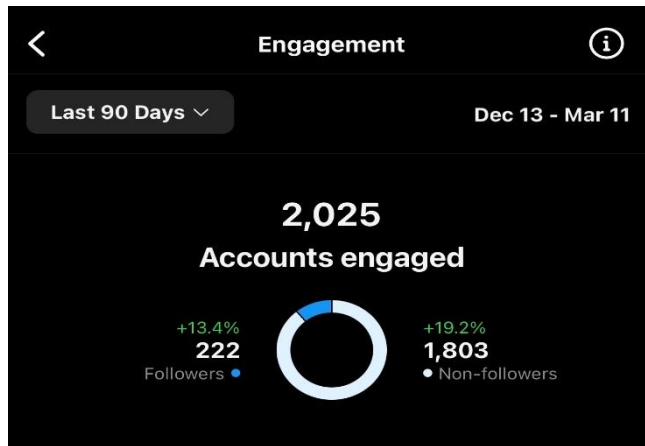 Engagement
Last 90 Days
Dec 13 - Mar 11
2,025
Accounts engaged
+13.4%
222
Followers
+19.2%
1,803
Non-followers